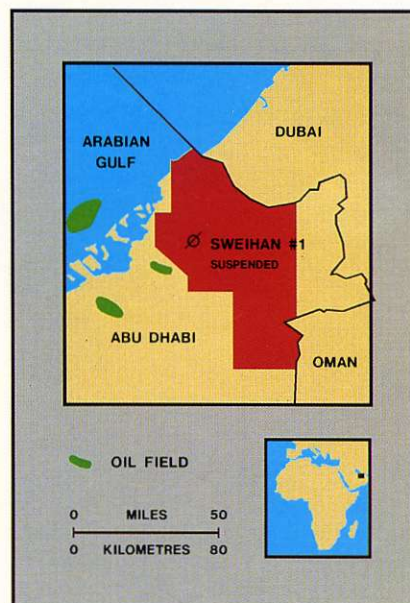 ARABIAN
GULF
DUBAI
SWEIHAN #1
SUSPENDED
ABU DHABI
OMAN
OIL FIELD
0 MILES 50
0 KILOMETRES 80